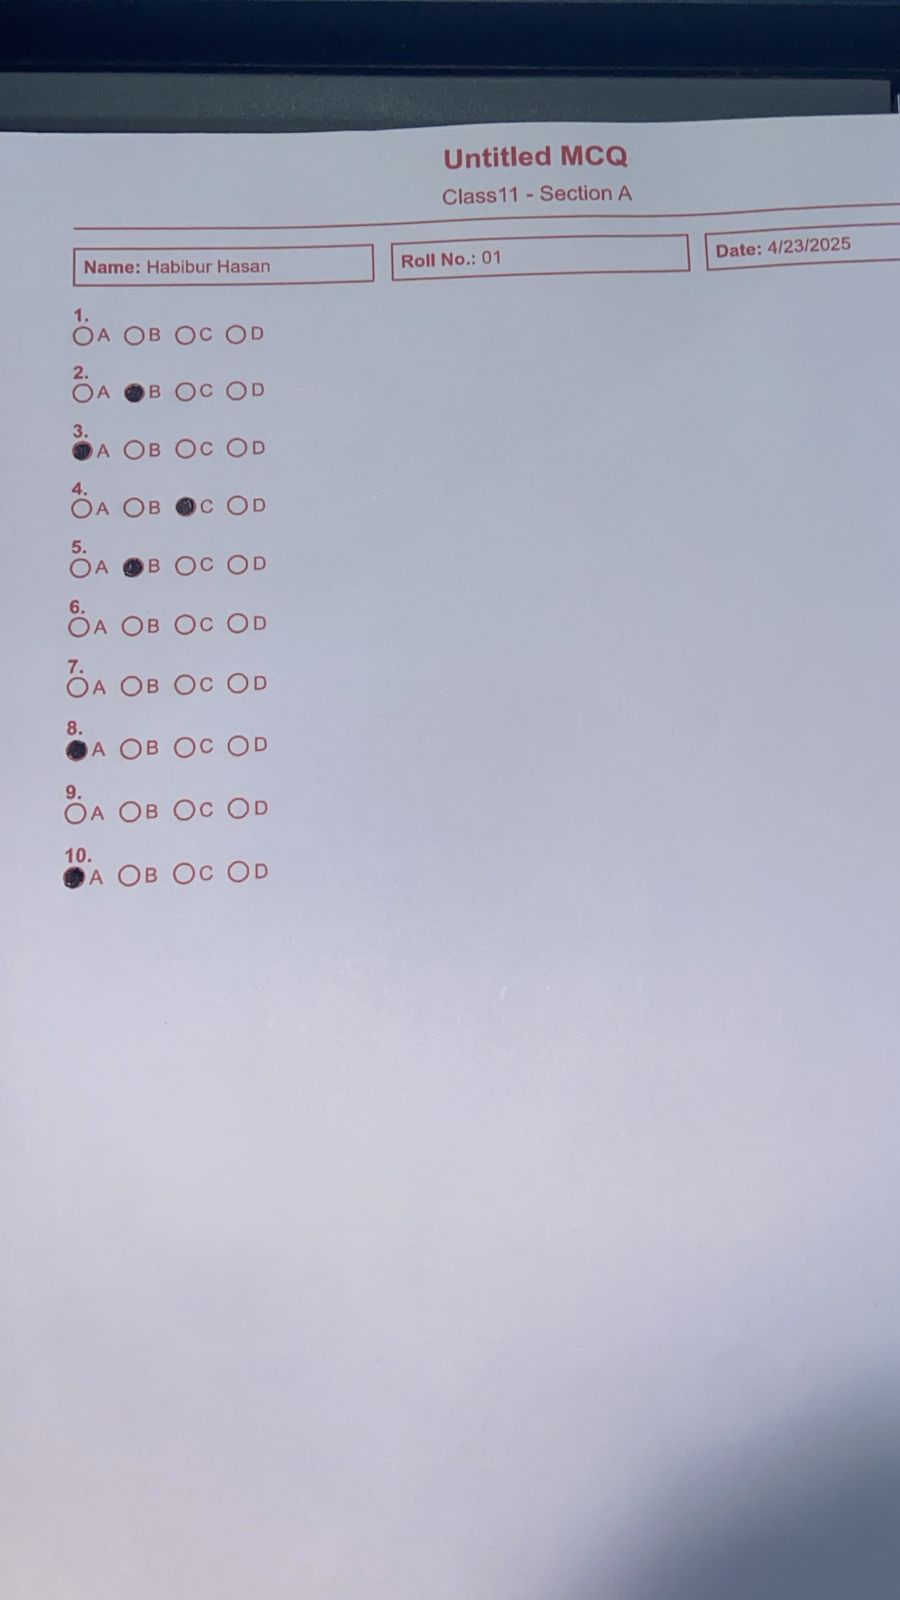 Untitled MCQ
Class11 - Section A
Name: Habibur Hasan
Roll No.: 01
Date: 4/23/2025
1.
A B C D
2.
A B C D
3.
A B C D
4.
A B C D
5.
A B C D
6.
A B C D
7.
A B C D
8.
A B C D
9.
A B C D
10.
A B C D